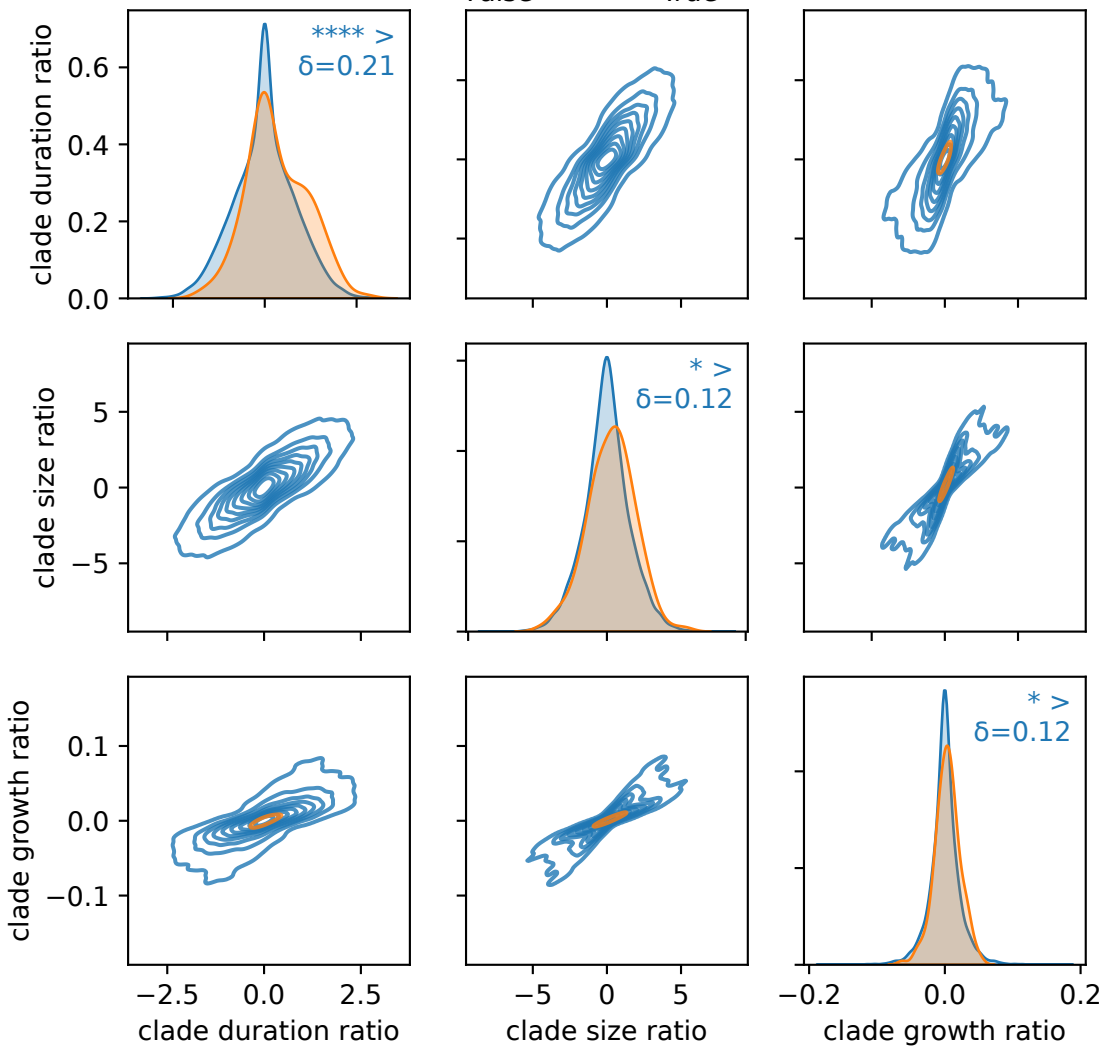 clade duration ratio
0.6
0.4
0.2
0.0
**** >
δ=0.21
clade size ratio
5
0
−5
* >
δ=0.12
clade growth ratio
0.1
0.0
−0.1
* >
δ=0.12
−2.5 0.0 2.5
−5 0 5
−0.2 0.0 0.2
clade duration ratio
clade size ratio
clade growth ratio